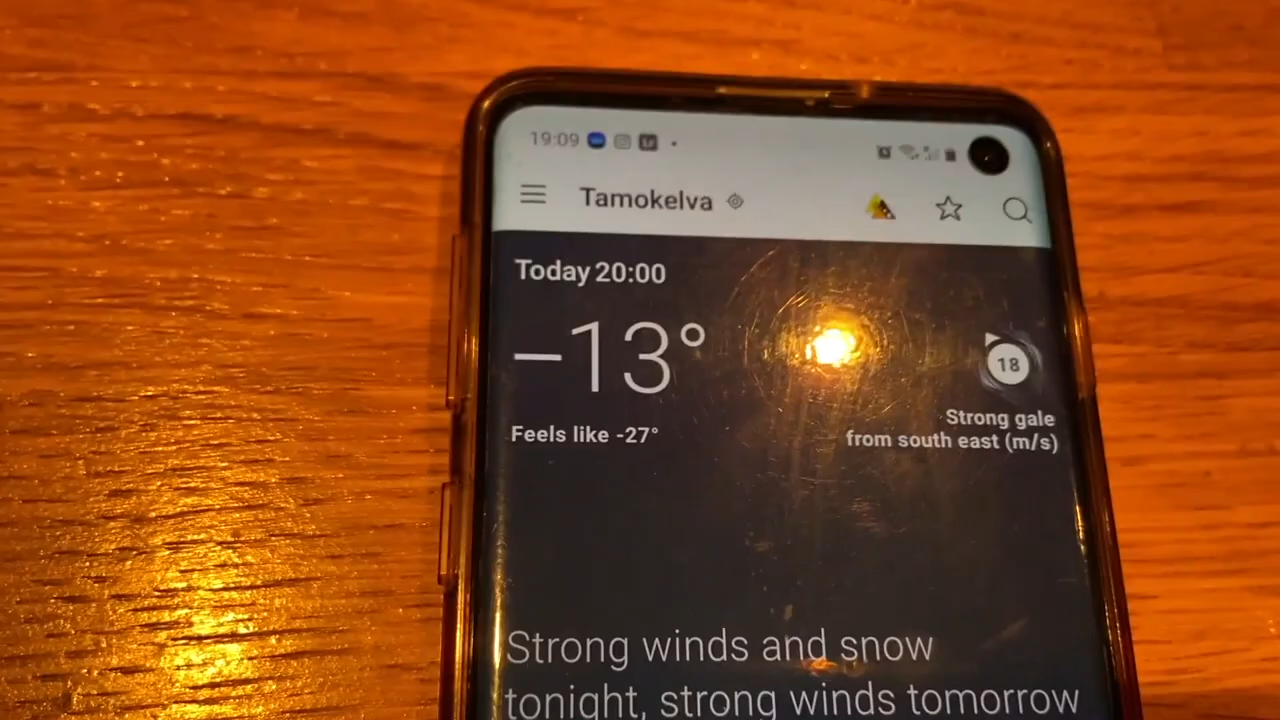 19:09
Tamokelva
Today 20:00
−13°
18
Feels like -27°
Strong gale
from south east (m/s)
Strong winds and snow
tonight, strong winds tomorrow